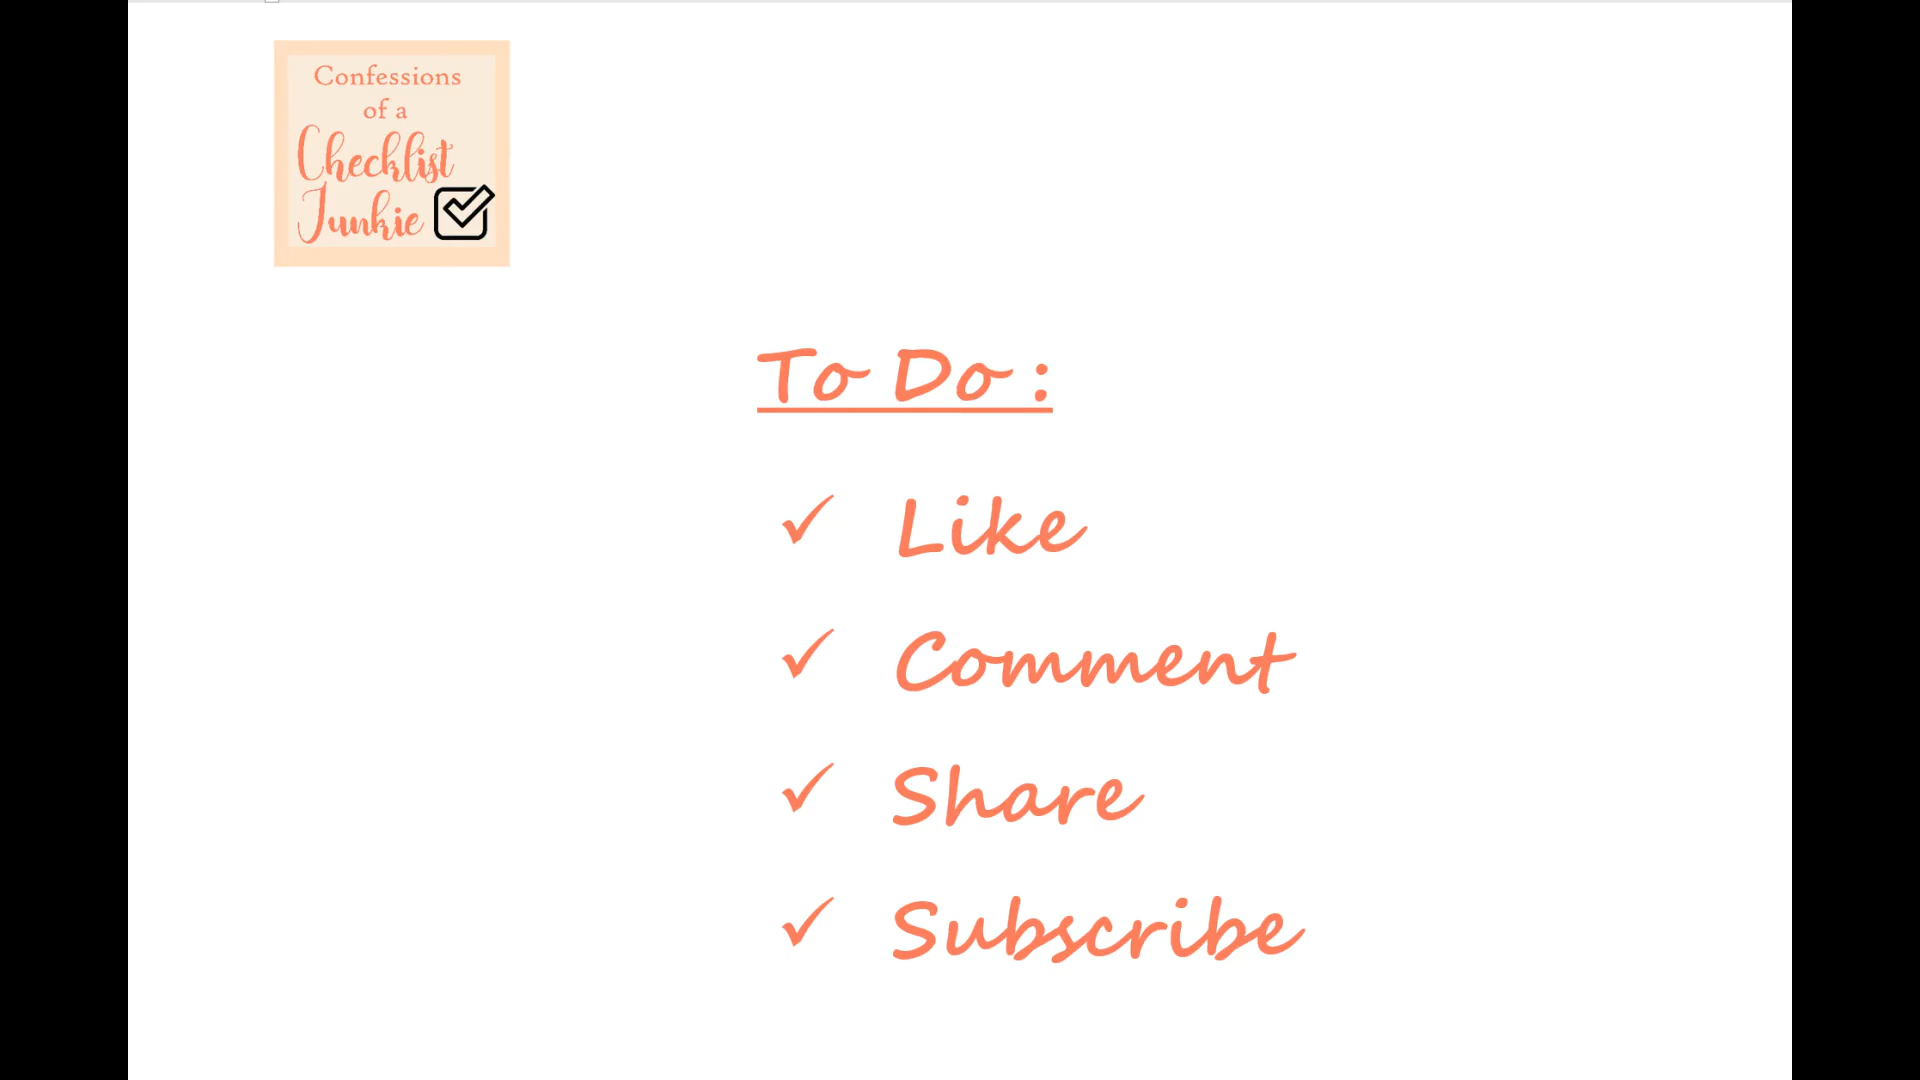 Confessions
of a
Checklist
Junkie
To Do :
✓ Like
✓ Comment
✓ Share
✓ Subscribe